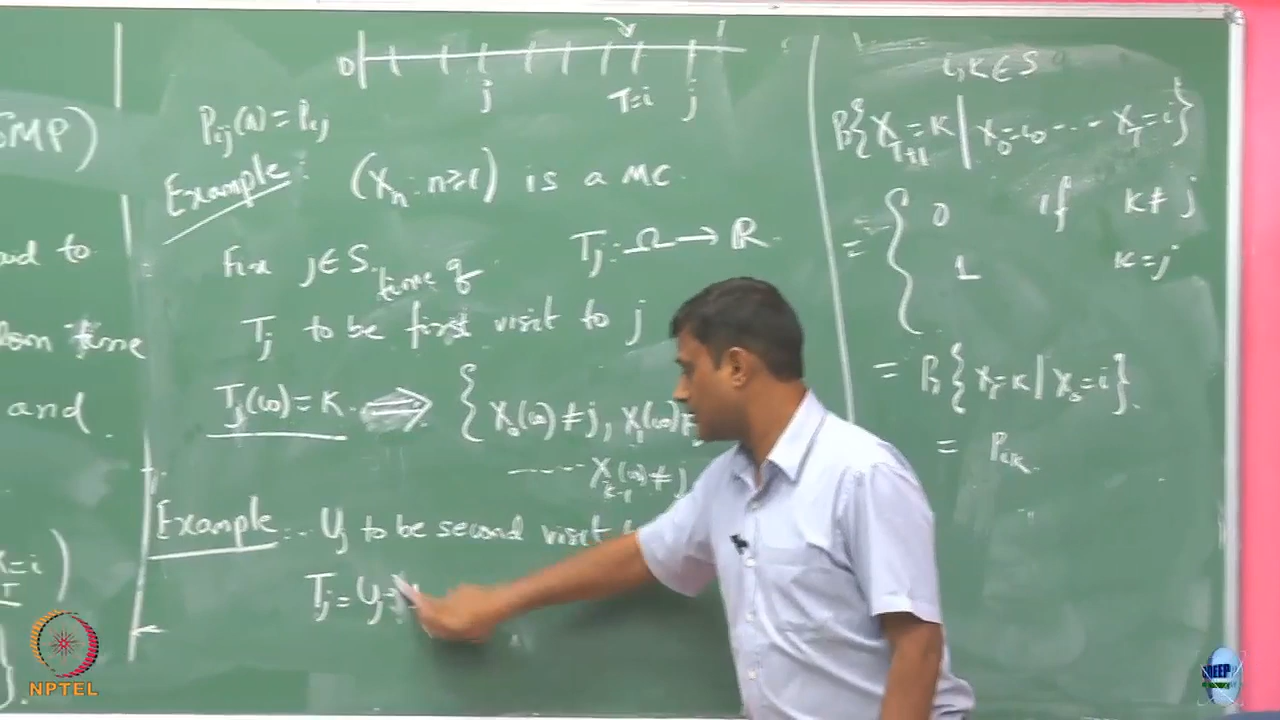 SMP)
0 j T=i j
P_ij(n) = P_ij
Example: (X_n : n≥1) is a MC.
Fix j∈S. T_j : Ω → R
time of
T_j to be first visit to j
T_j(ω) = k. ⟺ { X_0(ω) ≠ j, X_1(ω) ≠
------ X_{k-1}(ω) ≠ j
Example:- U_j to be second visit
T_j = U_j
to
time
and
=i
T
)
i, k ∈ S
P{X_{T+1} = k | X_0 = i_0 --- X_T = i}
= { 0 if k ≠ j
1 k = j
= P{X_1 = k | X_0 = i}.
= P_ik.
NPTEL